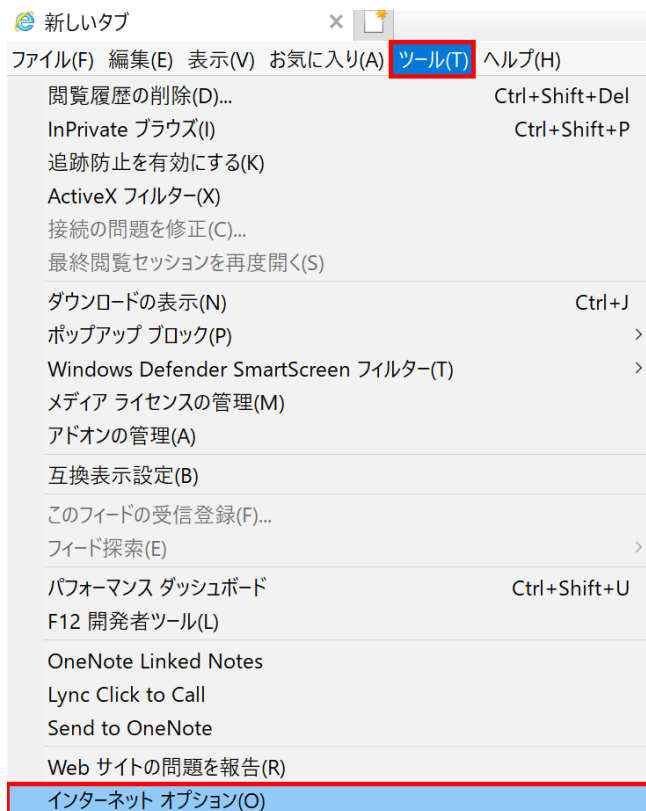 新しいタブ
ファイル(F) 編集(E) 表示(V) お気に入り(A) ツール(T) ヘルプ(H)
閲覧履歴の削除(D)... Ctrl+Shift+Del
InPrivate ブラウズ(I) Ctrl+Shift+P
追跡防止を有効にする(K)
ActiveX フィルター(X)
接続の問題を修正(C)...
最終閲覧セッションを再度開く(S)
ダウンロードの表示(N) Ctrl+J
ポップアップ ブロック(P)
Windows Defender SmartScreen フィルター(T)
メディア ライセンスの管理(M)
アドオンの管理(A)
互換表示設定(B)
このフィードの受信登録(F)...
フィード探索(E)
パフォーマンス ダッシュボード Ctrl+Shift+U
F12 開発者ツール(L)
OneNote Linked Notes
Lync Click to Call
Send to OneNote
Web サイトの問題を報告(R)
インターネット オプション(O)